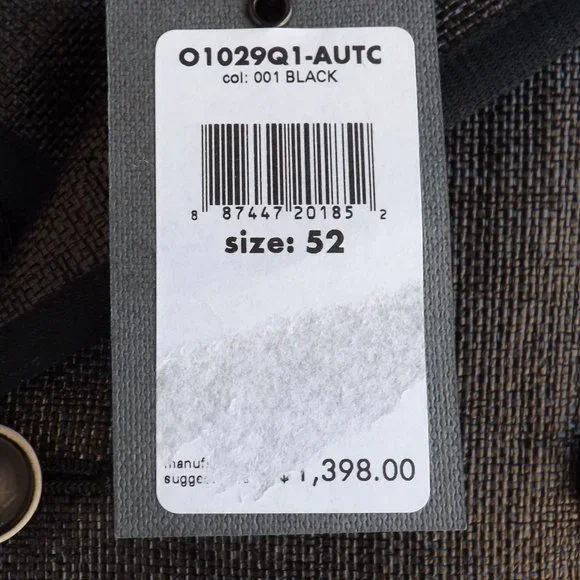 O1029Q1-AUTC
col: 001 BLACK
8 87447 20185 2
size: 52
1,398.00